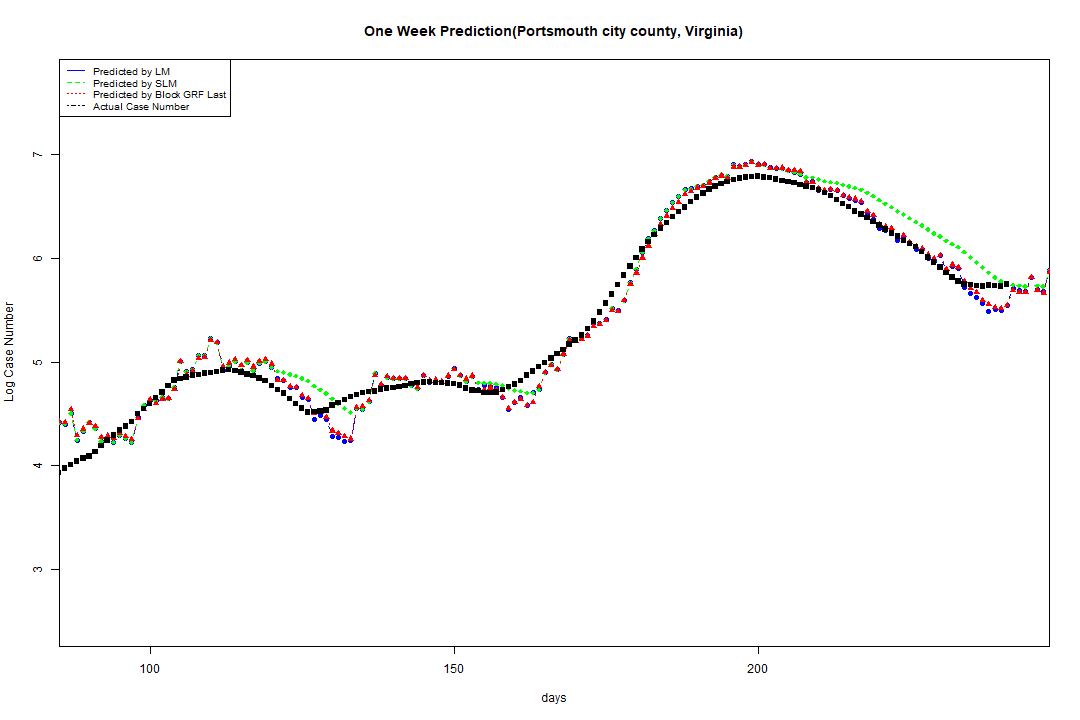 One Week Prediction(Portsmouth city county, Virginia)
Predicted by LM
Predicted by SLM
Predicted by Block GRF Last
Actual Case Number
Log Case Number
7
6
5
4
3
100 150 200
days